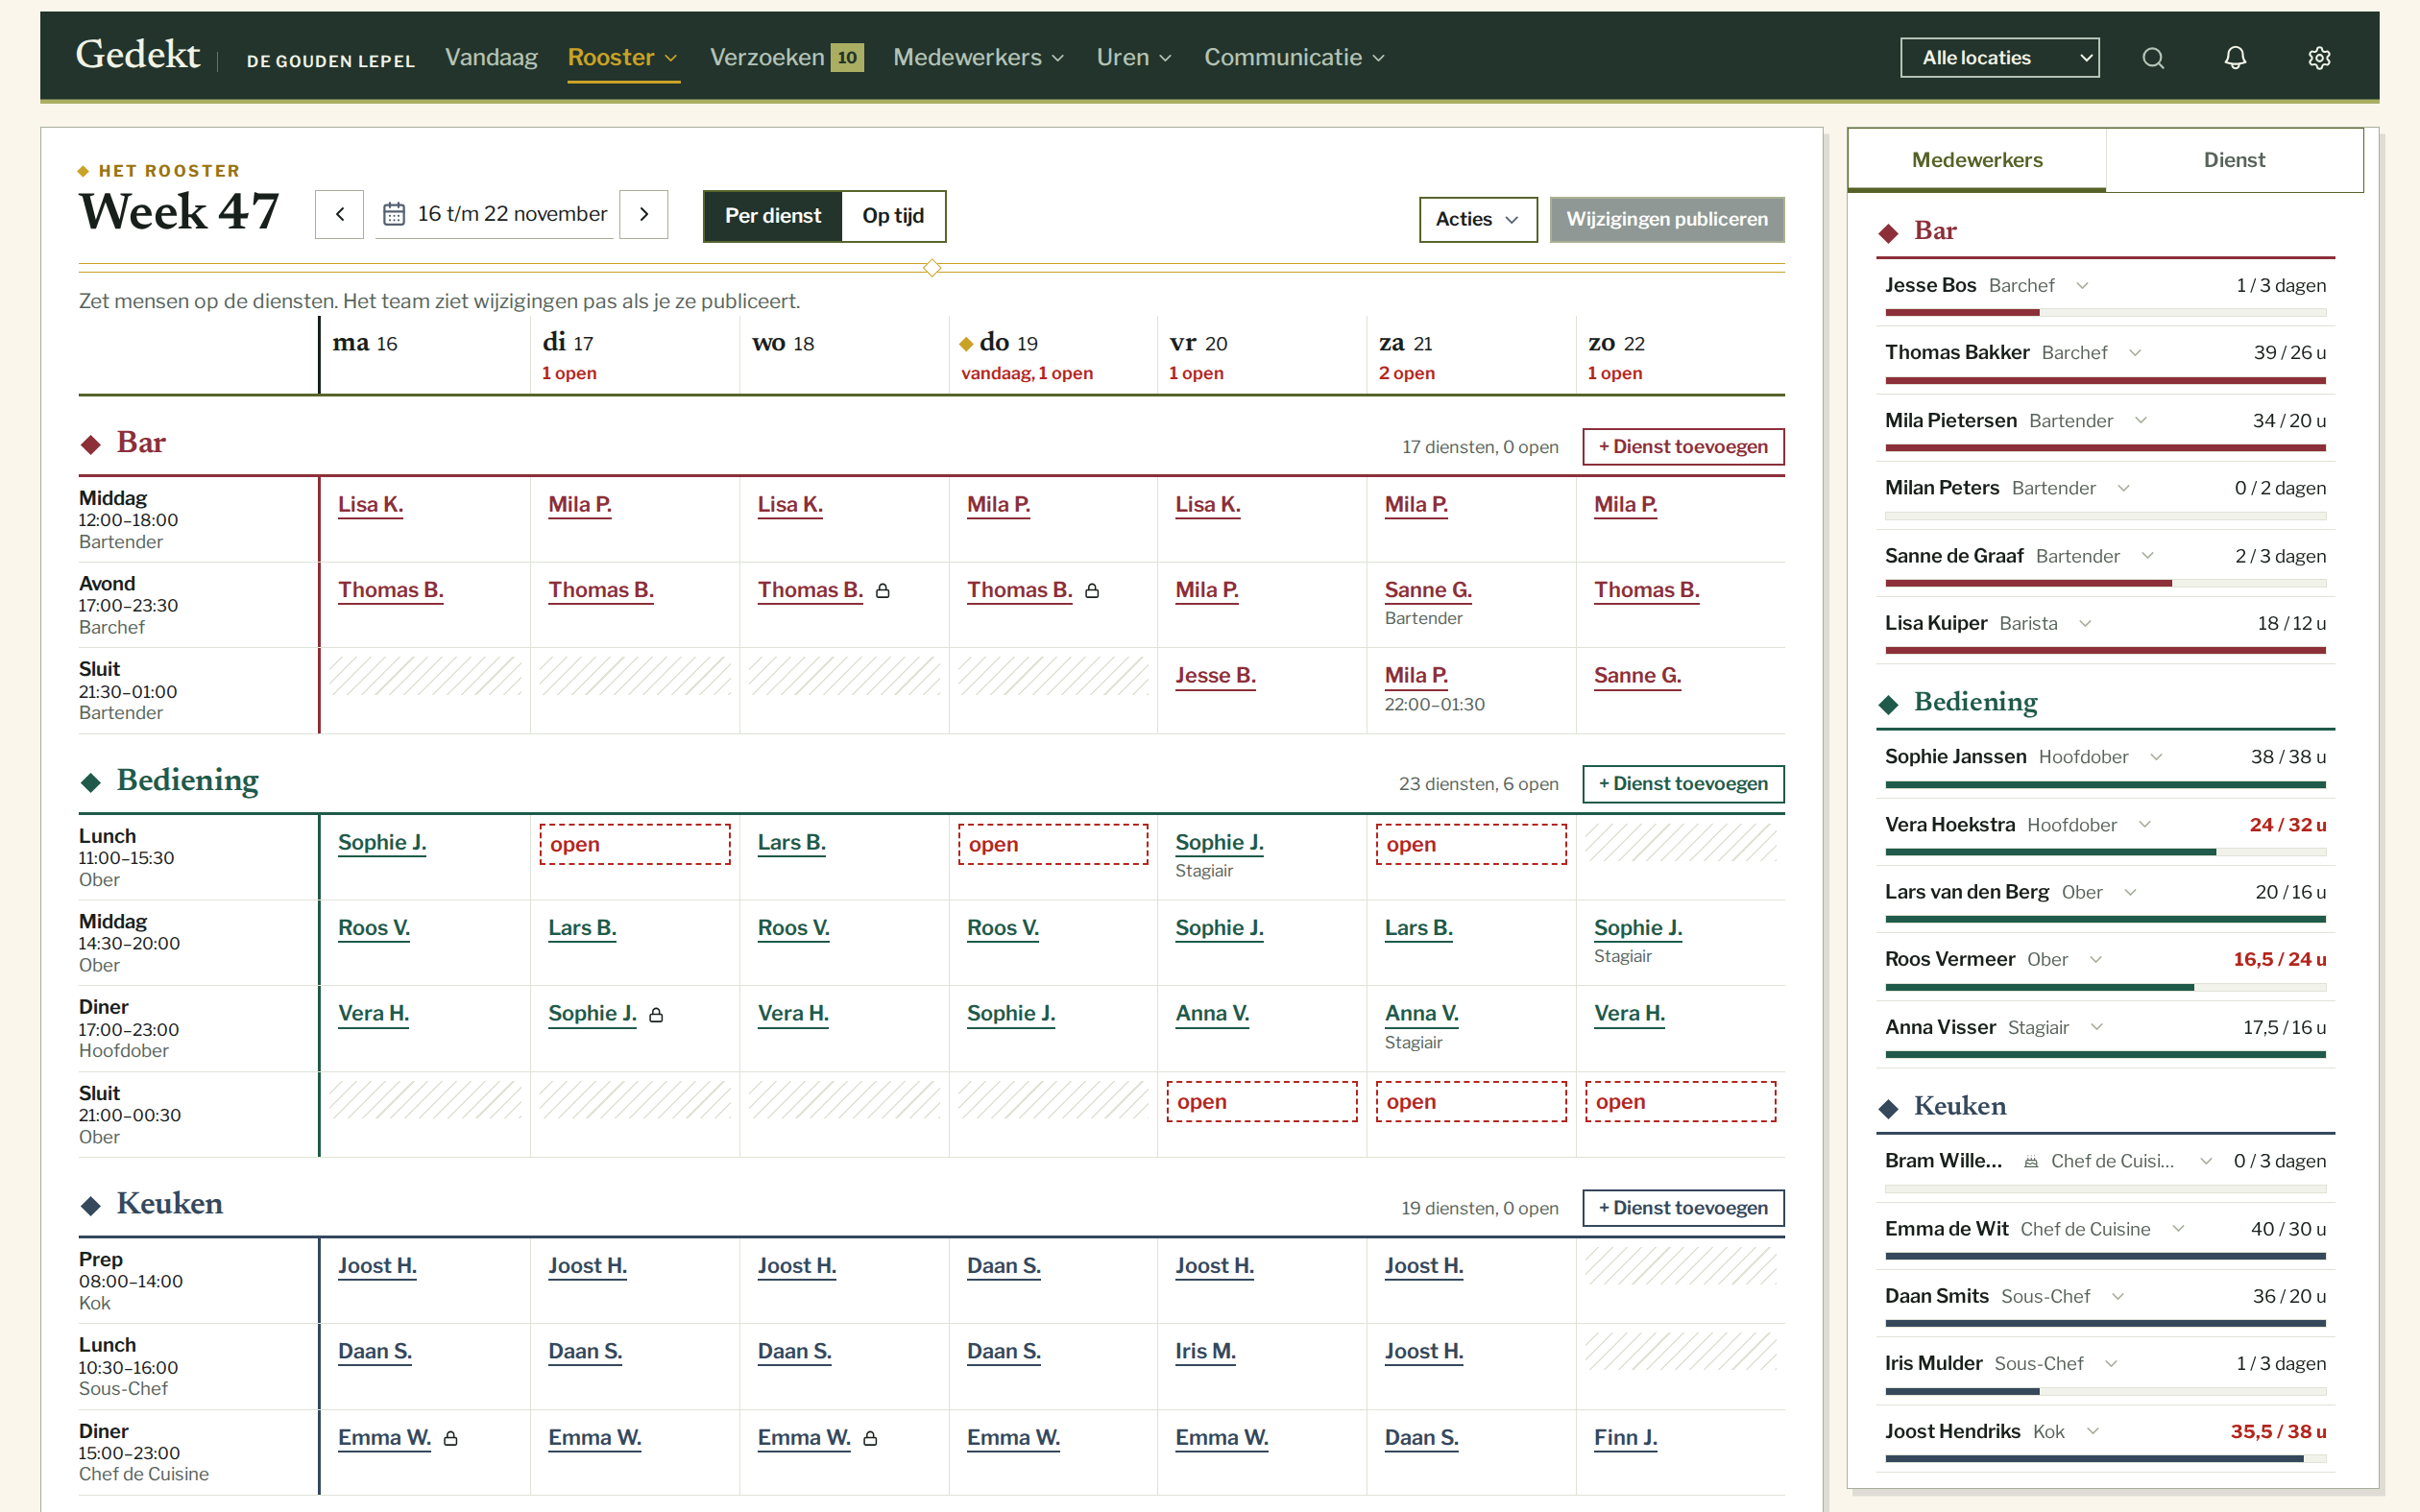 Gedekt DE GOUDEN LEPEL Vandaag Rooster Verzoeken 10 Medewerkers Uren Communicatie Alle locaties
HET ROOSTER
Week 47 16 t/m 22 november Per dienst Op tijd Acties Wijzigingen publiceren
Zet mensen op de diensten. Het team ziet wijzigingen pas als je ze publiceert.
ma 16 di 17 wo 18 do 19 vr 20 za 21 zo 22
1 open vandaag, 1 open 1 open 2 open 1 open
Bar 17 diensten, 0 open + Dienst toevoegen
Middag Lisa K. Mila P. Lisa K. Mila P. Lisa K. Mila P. Mila P.
12:00–18:00
Bartender
Avond Thomas B. Thomas B. Thomas B. Thomas B. Mila P. Sanne G. Thomas B.
17:00–23:30 Bartender
Barchef
Sluit Jesse B. Mila P. Sanne G.
21:30–01:00 22:00–01:30
Bartender
Bediening 23 diensten, 6 open + Dienst toevoegen
Lunch Sophie J. open Lars B. open Sophie J. open
11:00–15:30 Stagiair
Ober
Middag Roos V. Lars B. Roos V. Roos V. Sophie J. Lars B. Sophie J.
14:30–20:00 Stagiair
Ober
Diner Vera H. Sophie J. Vera H. Sophie J. Anna V. Anna V. Vera H.
17:00–23:00 Stagiair
Hoofdober
Sluit open open open
21:00–00:30
Ober
Keuken 19 diensten, 0 open + Dienst toevoegen
Prep Joost H. Joost H. Joost H. Daan S. Joost H. Joost H.
08:00–14:00
Kok
Lunch Daan S. Daan S. Daan S. Daan S. Iris M. Joost H.
10:30–16:00
Sous-Chef
Diner Emma W. Emma W. Emma W. Emma W. Emma W. Daan S. Finn J.
15:00–23:00
Chef de Cuisine
Medewerkers Dienst
Bar
Jesse Bos Barchef 1 / 3 dagen
Thomas Bakker Barchef 39 / 26 u
Mila Pietersen Bartender 34 / 20 u
Milan Peters Bartender 0 / 2 dagen
Sanne de Graaf Bartender 2 / 3 dagen
Lisa Kuiper Barista 18 / 12 u
Bediening
Sophie Janssen Hoofdober 38 / 38 u
Vera Hoekstra Hoofdober 24 / 32 u
Lars van den Berg Ober 20 / 16 u
Roos Vermeer Ober 16,5 / 24 u
Anna Visser Stagiair 17,5 / 16 u
Keuken
Bram Wille... Chef de Cuisi... 0 / 3 dagen
Emma de Wit Chef de Cuisine 40 / 30 u
Daan Smits Sous-Chef 36 / 20 u
Iris Mulder Sous-Chef 1 / 3 dagen
Joost Hendriks Kok 35,5 / 38 u